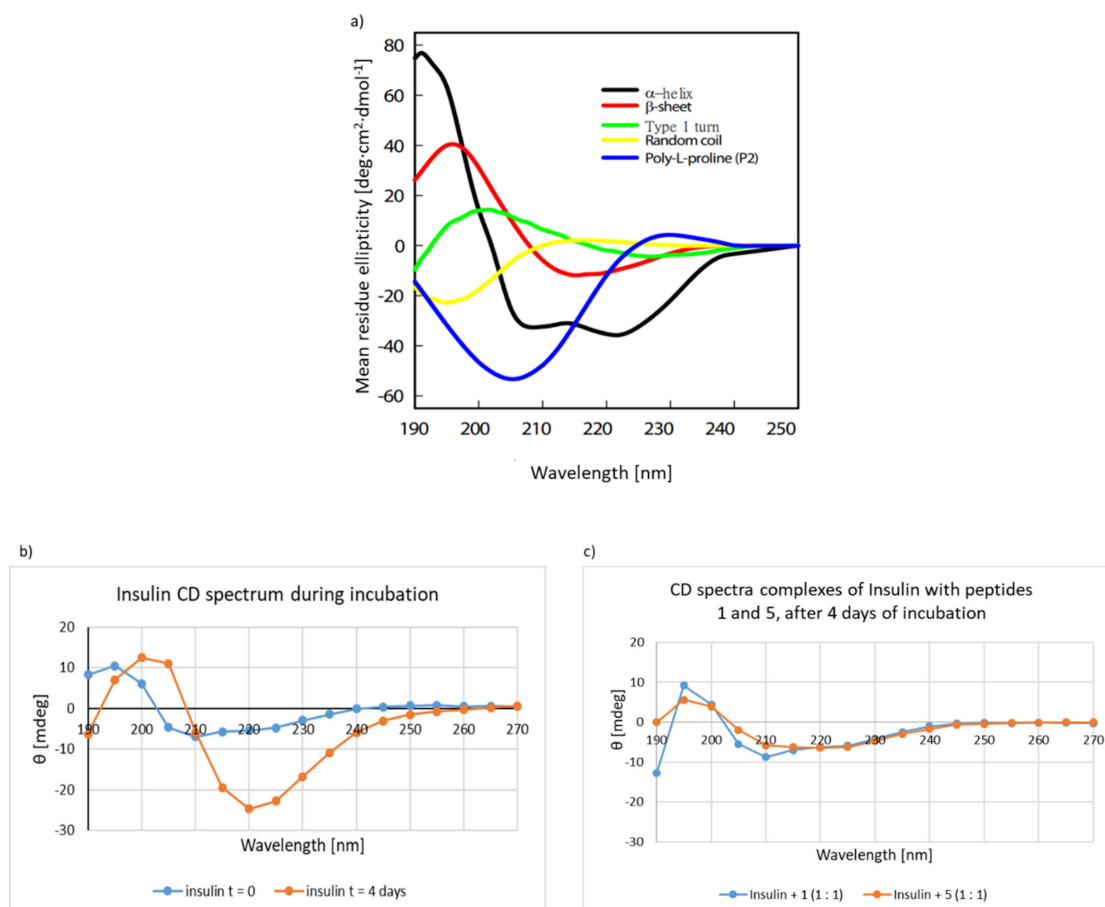 a)
80
60
40
20
0
-20
-40
-60
Mean residue ellipticity [deg·cm²·dmol⁻¹]
α-helix
β-sheet
Type 1 turn
Random coil
Poly-L-proline (P2)
190 200 210 220 230 240 250
Wavelength [nm]
b)
Insulin CD spectrum during incubation
20
10
0
-10
-20
-30
θ [mdeg]
190 200 210 220 230 240 250 260 270
Wavelength [nm]
insulin t = 0 insulin t = 4 days
c)
CD spectra complexes of Insulin with peptides
1 and 5, after 4 days of incubation
20
10
0
-10
-20
-30
θ [mdeg]
190 200 210 220 230 240 250 260 270
Wavelength [nm]
Insulin + 1 (1 : 1) Insulin + 5 (1 : 1)